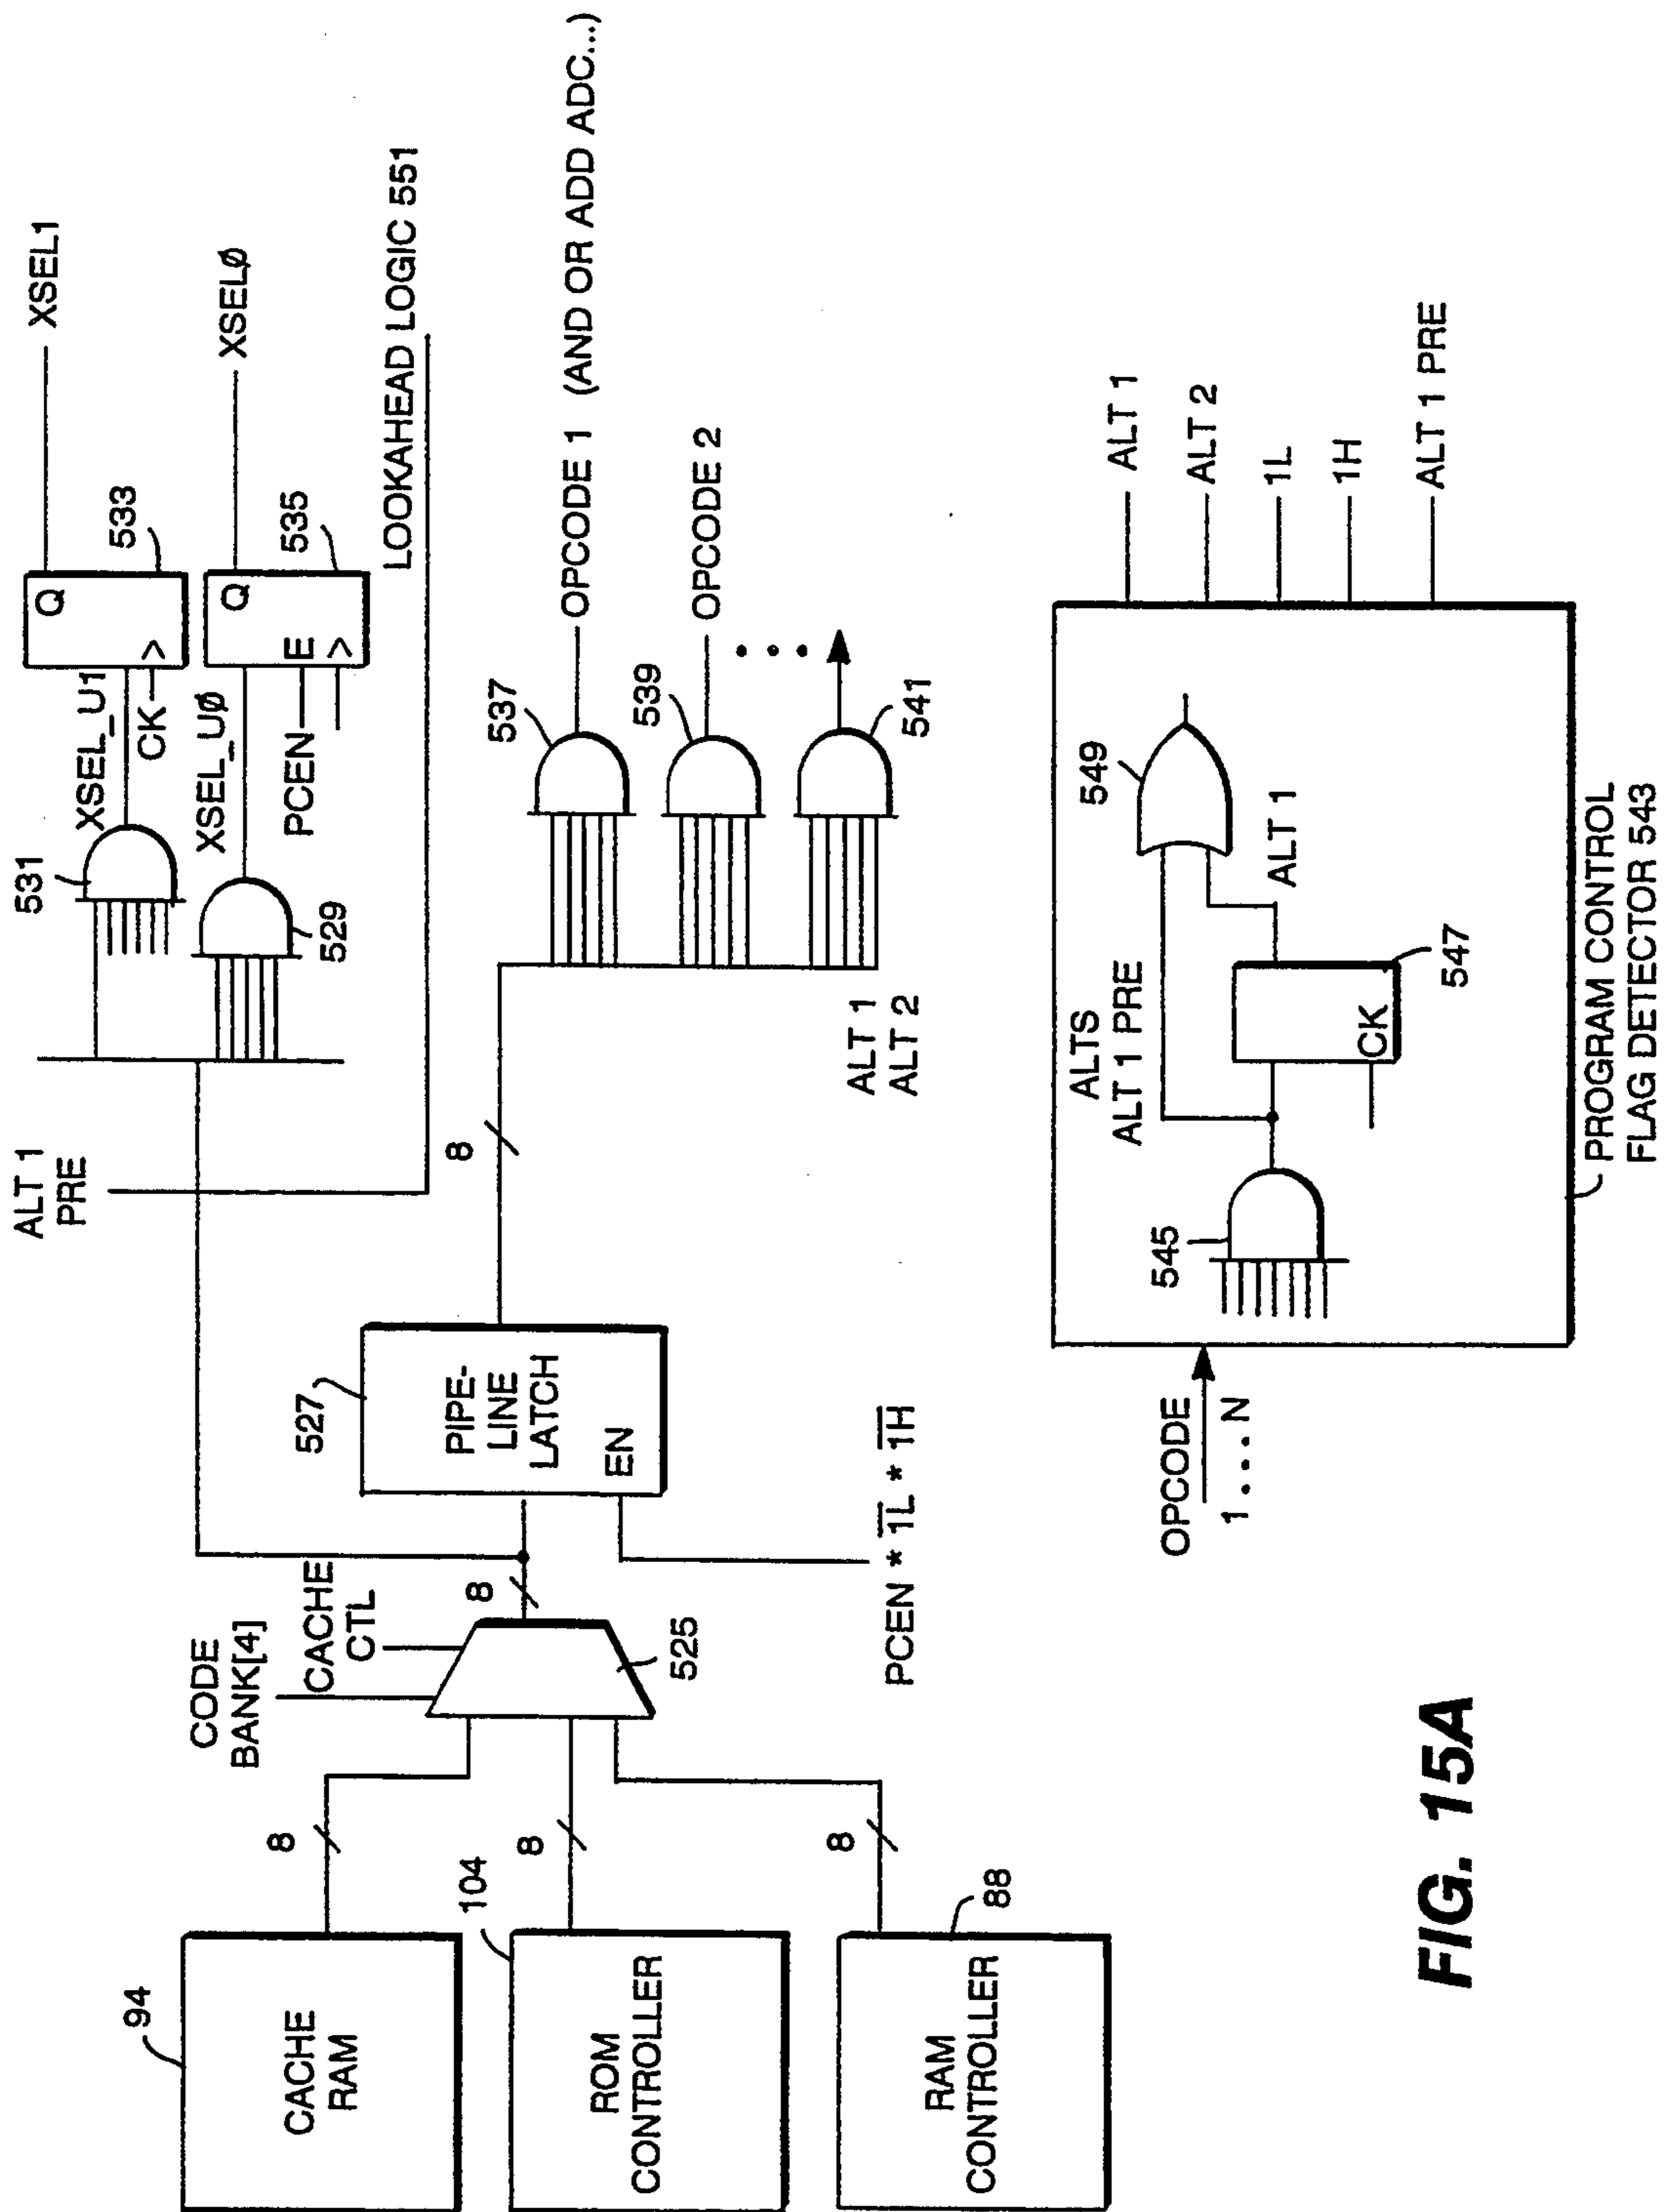 94
CACHE
RAM
104
ROM
CONTROLLER
88
RAM
CONTROLLER
8
8
8
CODE
BANK[4]
CACHE
CTL
525
8
527
PIPE-
LINE
LATCH
EN
PCEN * 1̅L̅ * 1̅H̅
8
ALT 1
PRE
531
529
XSEL_U1
CK
XSEL_UØ
PCEN
Q
533
XSEL1
Q
E
535
XSELØ
LOOKAHEAD LOGIC 551
537
OPCODE 1 (AND OR ADD ADC...)
539
OPCODE 2
541
ALT 1
ALT 2
OPCODE
1....N
545
ALTS
ALT 1 PRE
547
CK
ALT 1
549
ALT 1
ALT 2
1L
1H
ALT 1 PRE
PROGRAM CONTROL
FLAG DETECTOR 543
FIG. 15A